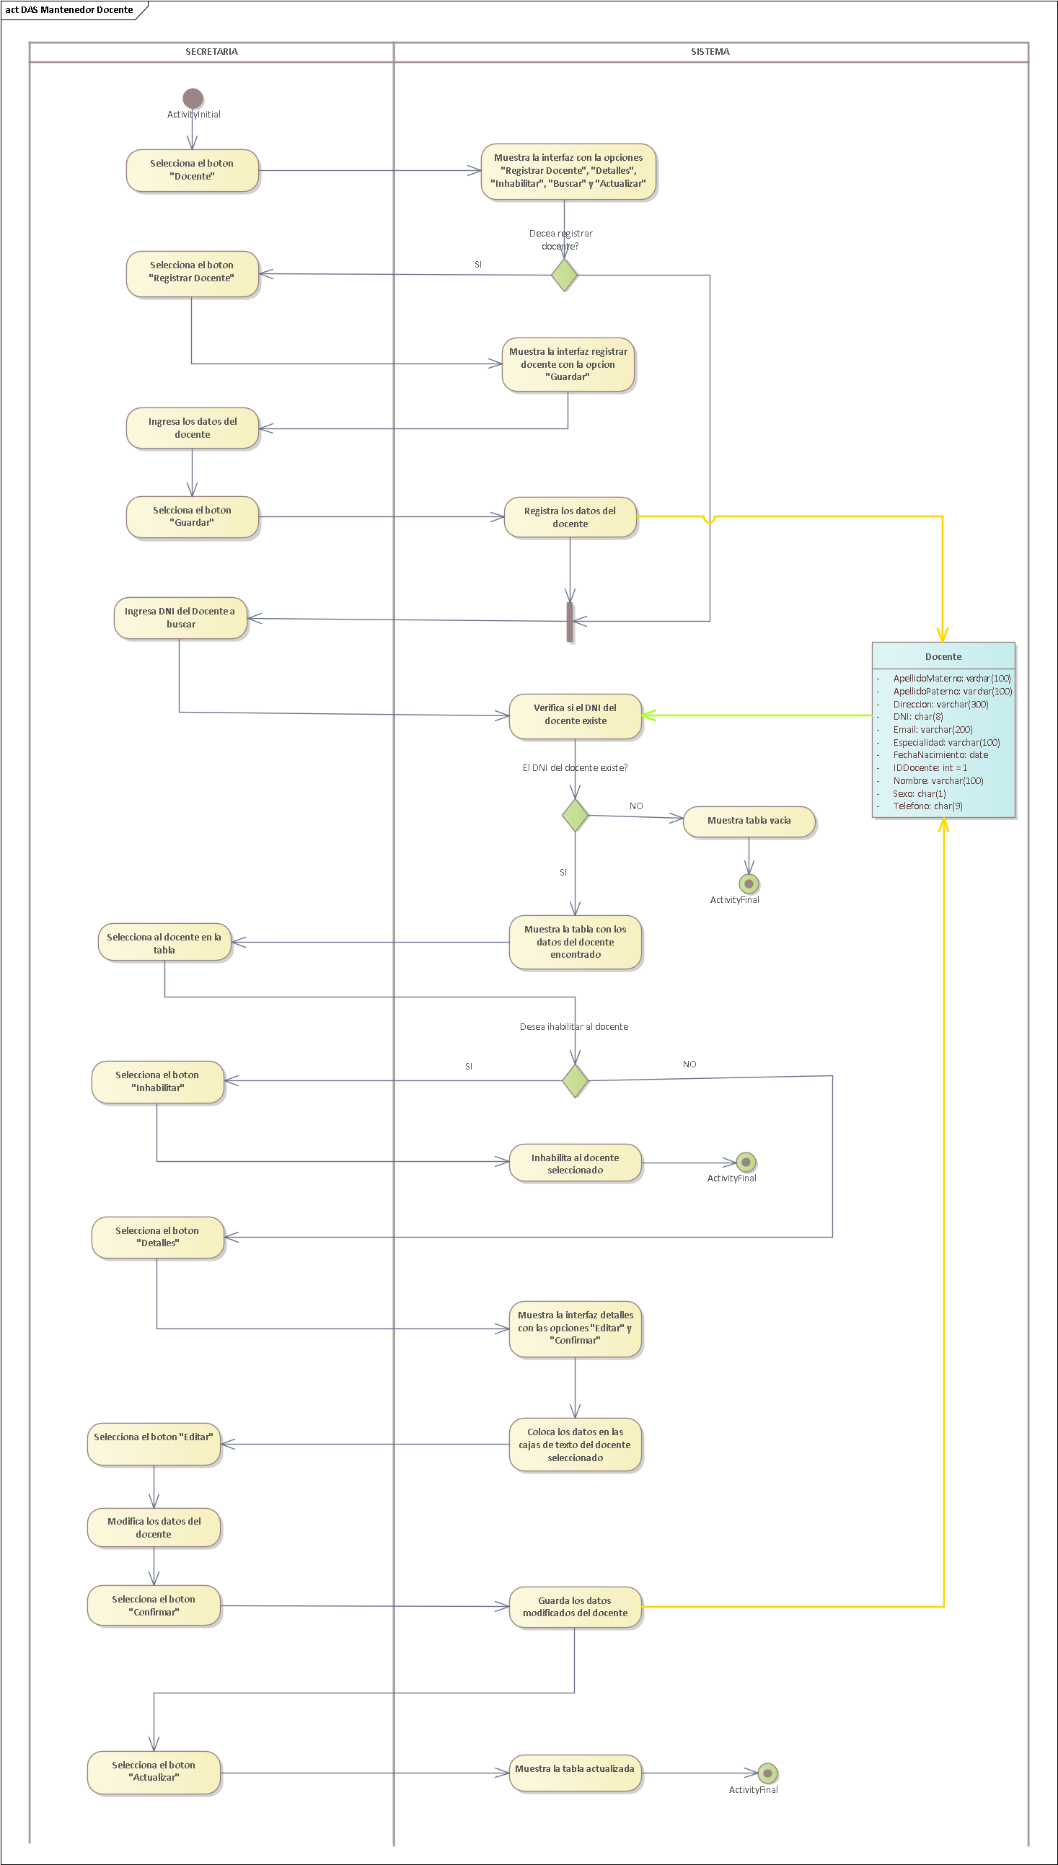 act DAS Mantenedor Docente
SECRETARIA
SISTEMA
ActivityInitial
Selecciona el boton
"Docente"
Muestra la interfaz con la opciones
"Registrar Docente", "Detalles",
"Inhabilitar", "Buscar" y "Actualizar"
Decea registrar
docente?
SI
Selecciona el boton
"Registrar Docente"
Muestra la interfaz registrar
docente con la opcion
"Guardar"
Ingresa los datos del
docente
Selcciona el boton
"Guardar"
Registra los datos del
docente
Ingresa DNI del Docente a
buscar
Docente
- ApellidoMaterno: varchar(100)
- ApellidoPaterno: varchar(100)
- Direccion: varchar(300)
- DNI: char(8)
- Email: varchar(200)
- Especialidad: varchar(100)
- FechaNacimiento: date
- IDDocente: int = 1
- Nombre: varchar(100)
- Sexo: char(1)
- Telefono: char(9)
Verifica si el DNI del
docente existe
El DNI del docente existe?
NO
Muestra tabla vacia
ActivityFinal
SI
Muestra la tabla con los
datos del docente
encontrado
Selecciona al docente en la
tabla
Desea ihabilitar al docente
SI
NO
Selecciona el boton
"Inhabilitar"
Inhabilita al docente
seleccionado
ActivityFinal
Selecciona el boton
"Detalles"
Muestra la interfaz detalles
con las opciones "Editar" y
"Confirmar"
Coloca los datos en las
cajas de texto del docente
seleccionado
Selecciona el boton "Editar"
Modifica los datos del
docente
Selecciona el boton
"Confirmar"
Guarda los datos
modificados del docente
Selecciona el boton
"Actualizar"
Muestra la tabla actualizada
ActivityFinal